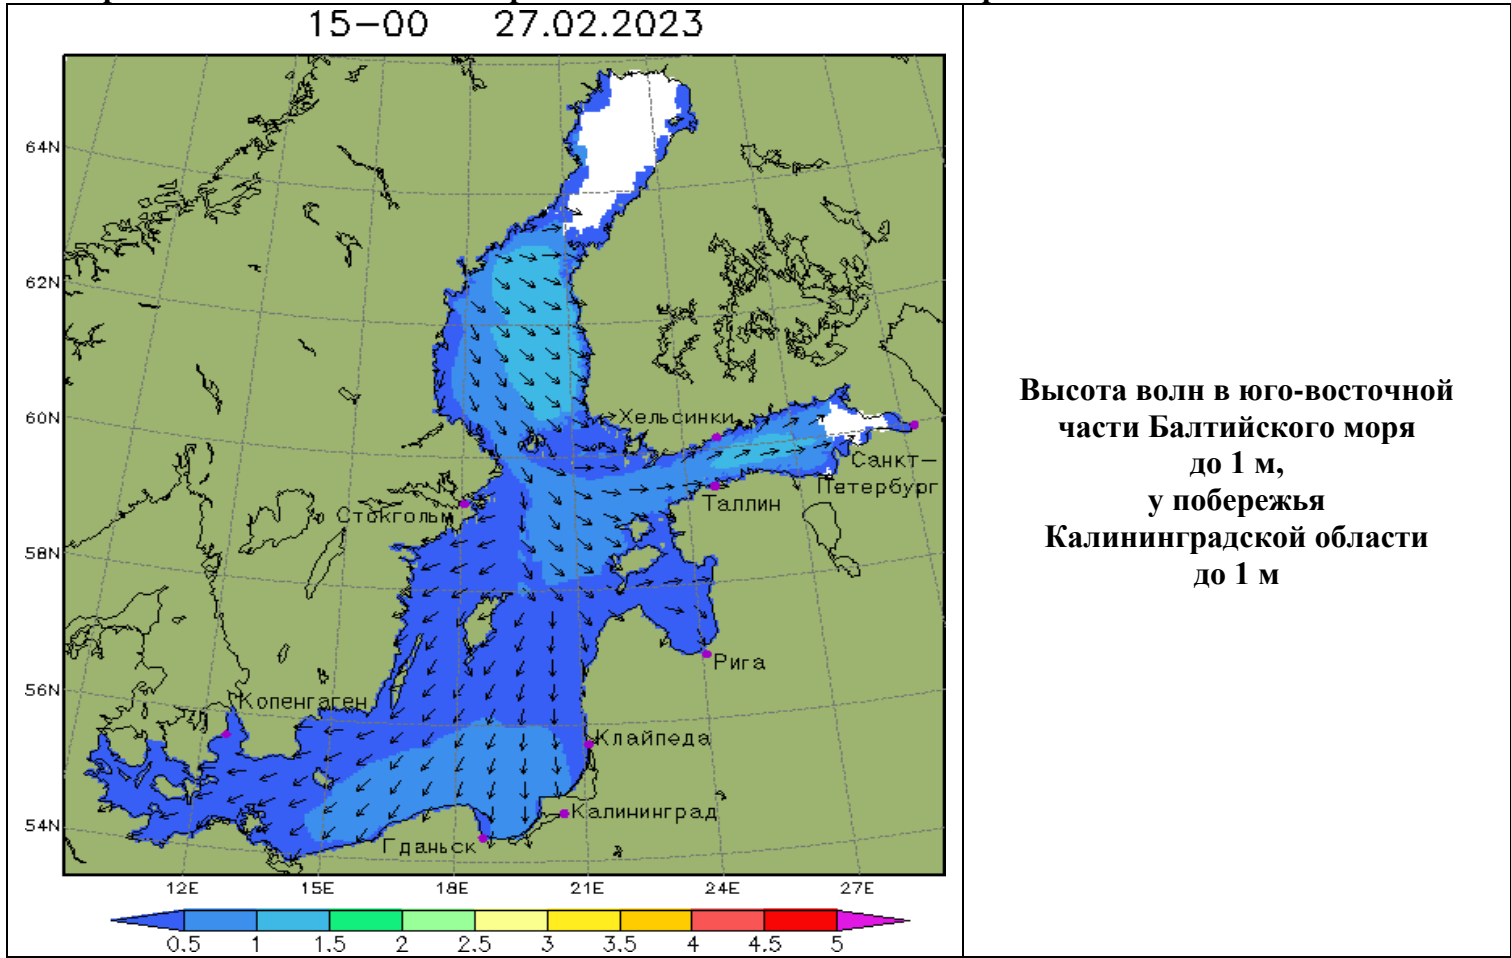 15-00 27.02.2023
64N
62N
60N
58N
56N
54N
Хельсинки
Санкт-
Петербург
Таллин
Стокгольм
Рига
Копенгаген
Клайпеда
Калининград
Гданьск
12E 15E 18E 21E 24E 27E
0.5 1 1.5 2 2.5 3 3.5 4 4.5 5
Высота волн в юго-восточной
части Балтийского моря
до 1 м,
у побережья
Калининградской области
до 1 м